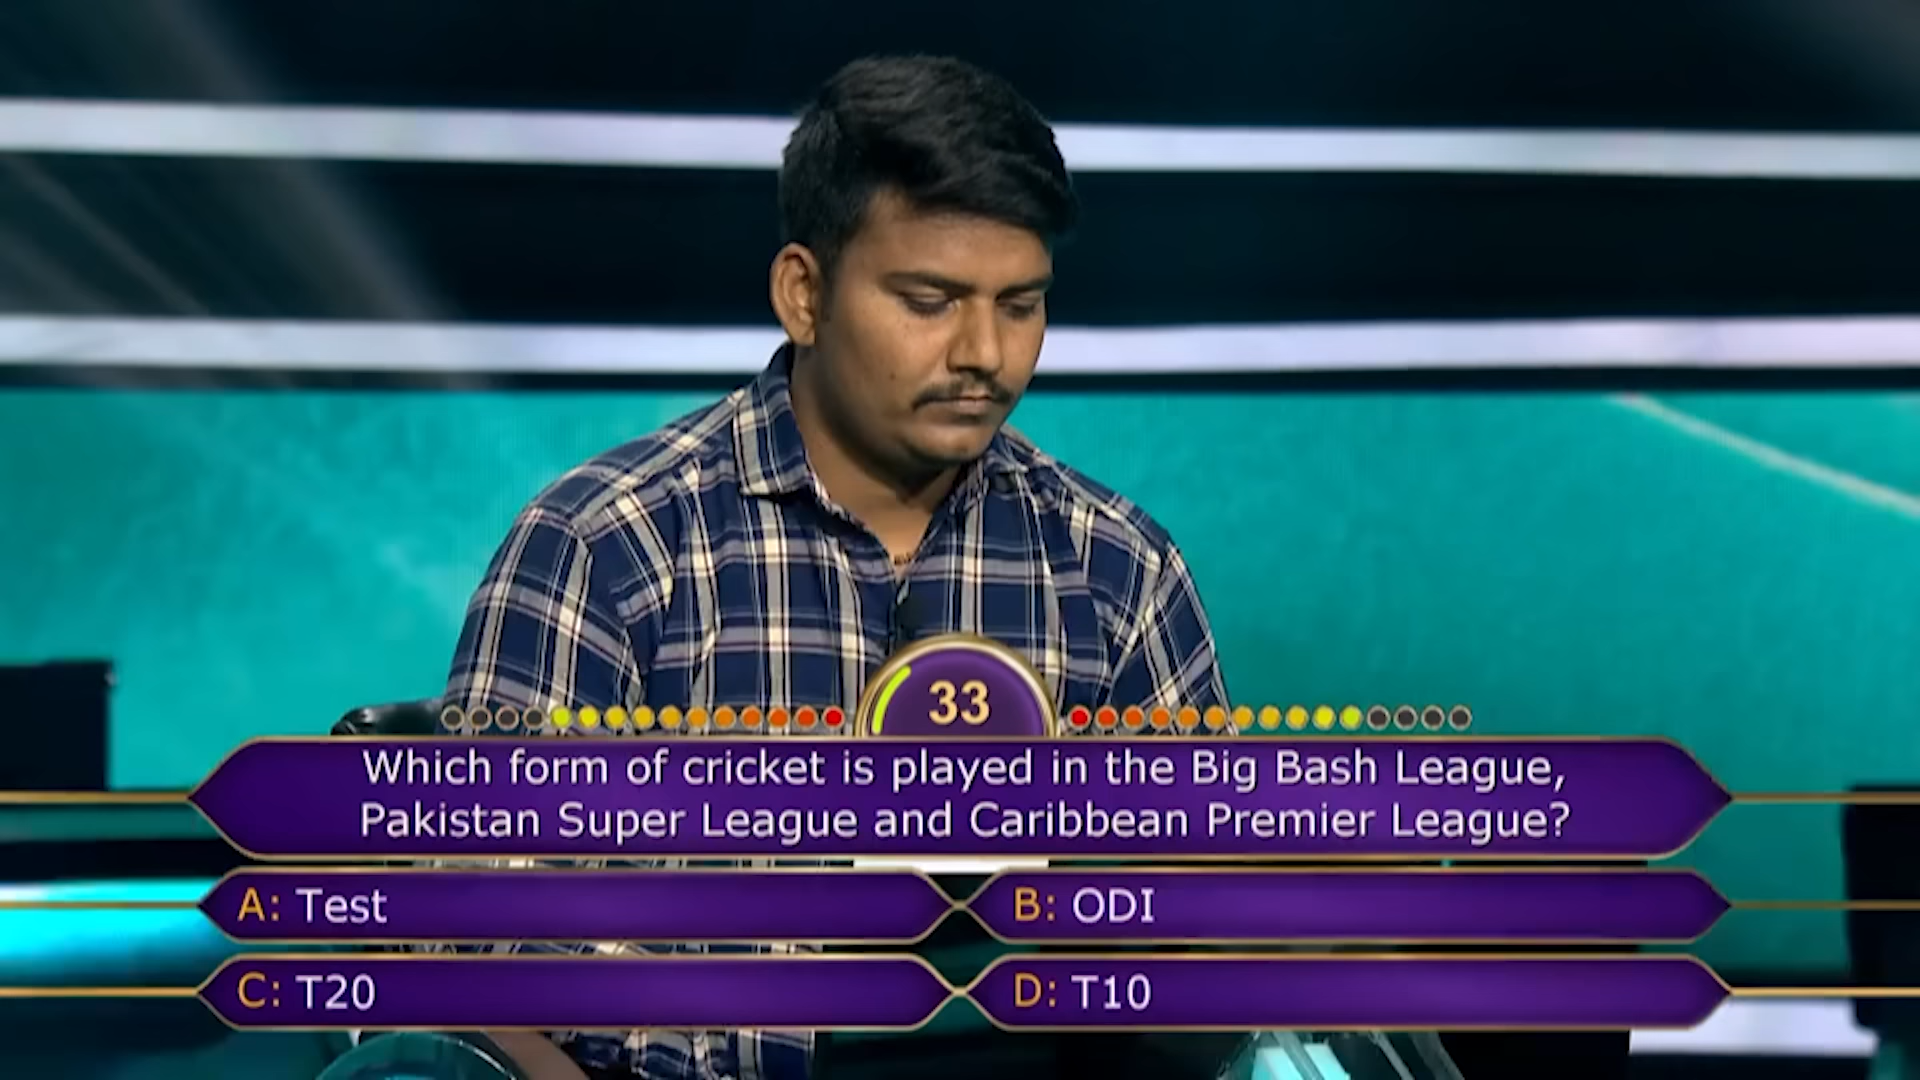 33
Which form of cricket is played in the Big Bash League,
Pakistan Super League and Caribbean Premier League?
A: Test
B: ODI
C: T20
D: T10